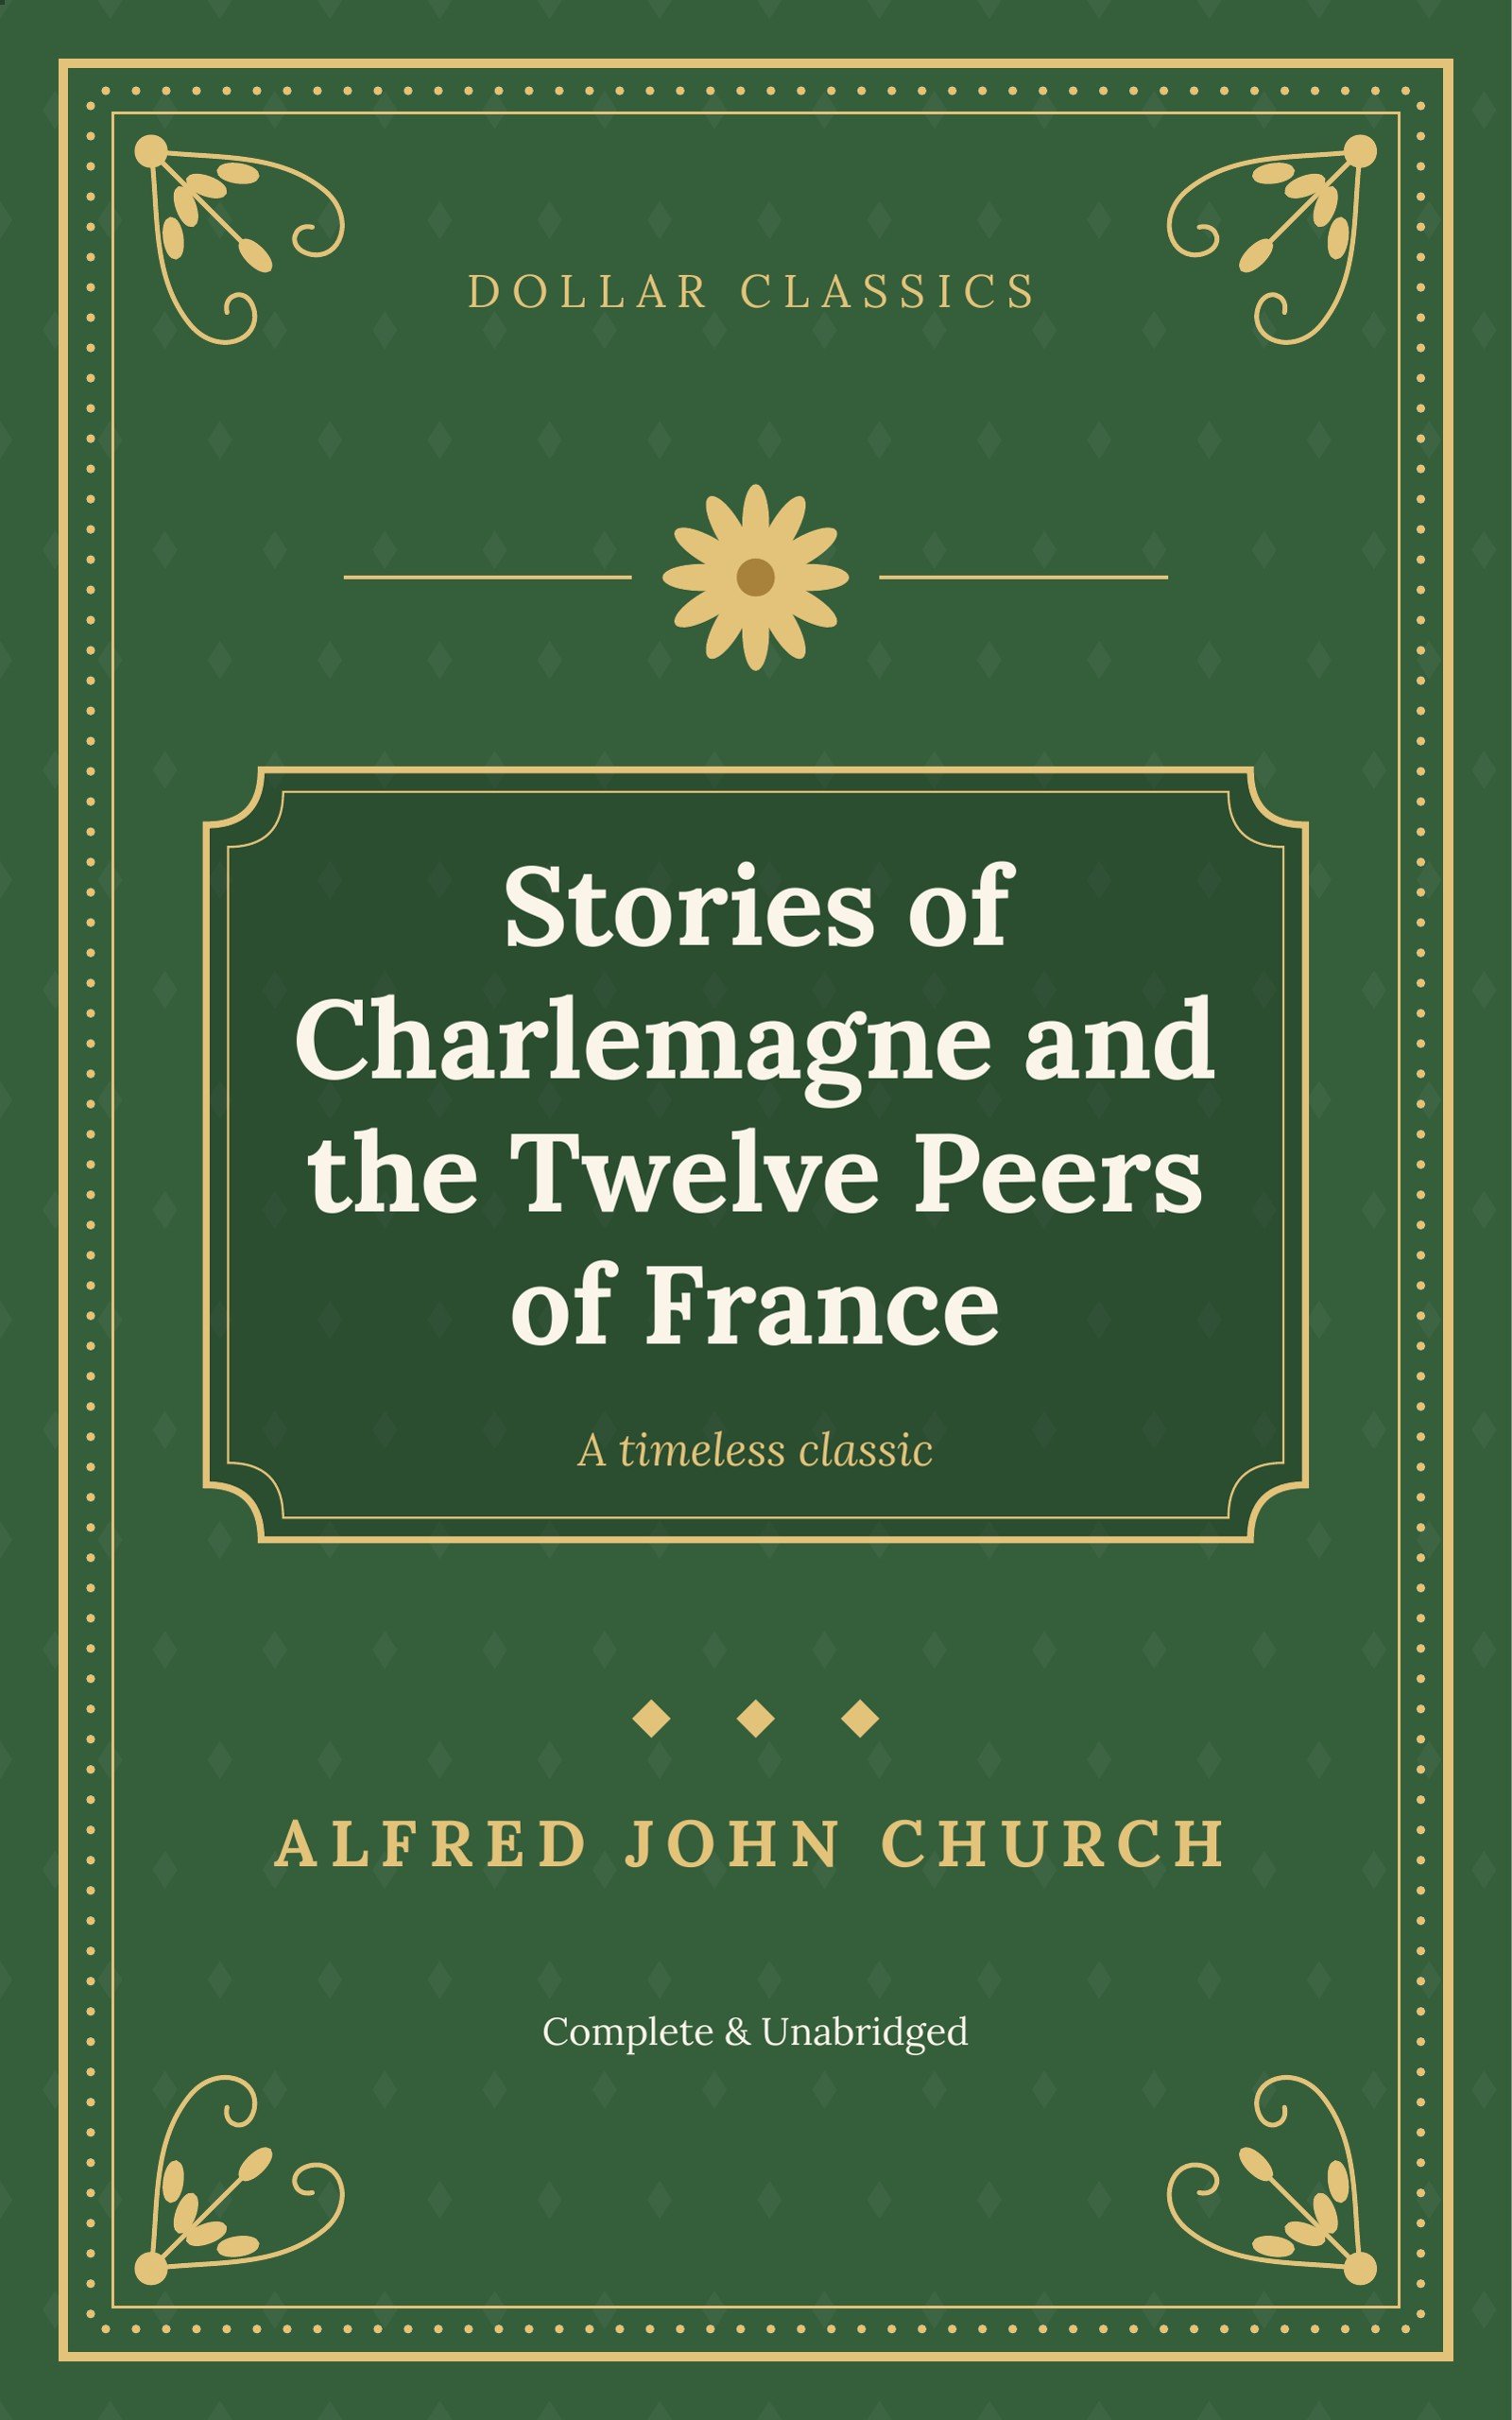 DOLLAR CLASSICS
Stories of
Charlemagne and
the Twelve Peers
of France
A timeless classic
ALFRED JOHN CHURCH
Complete & Unabridged